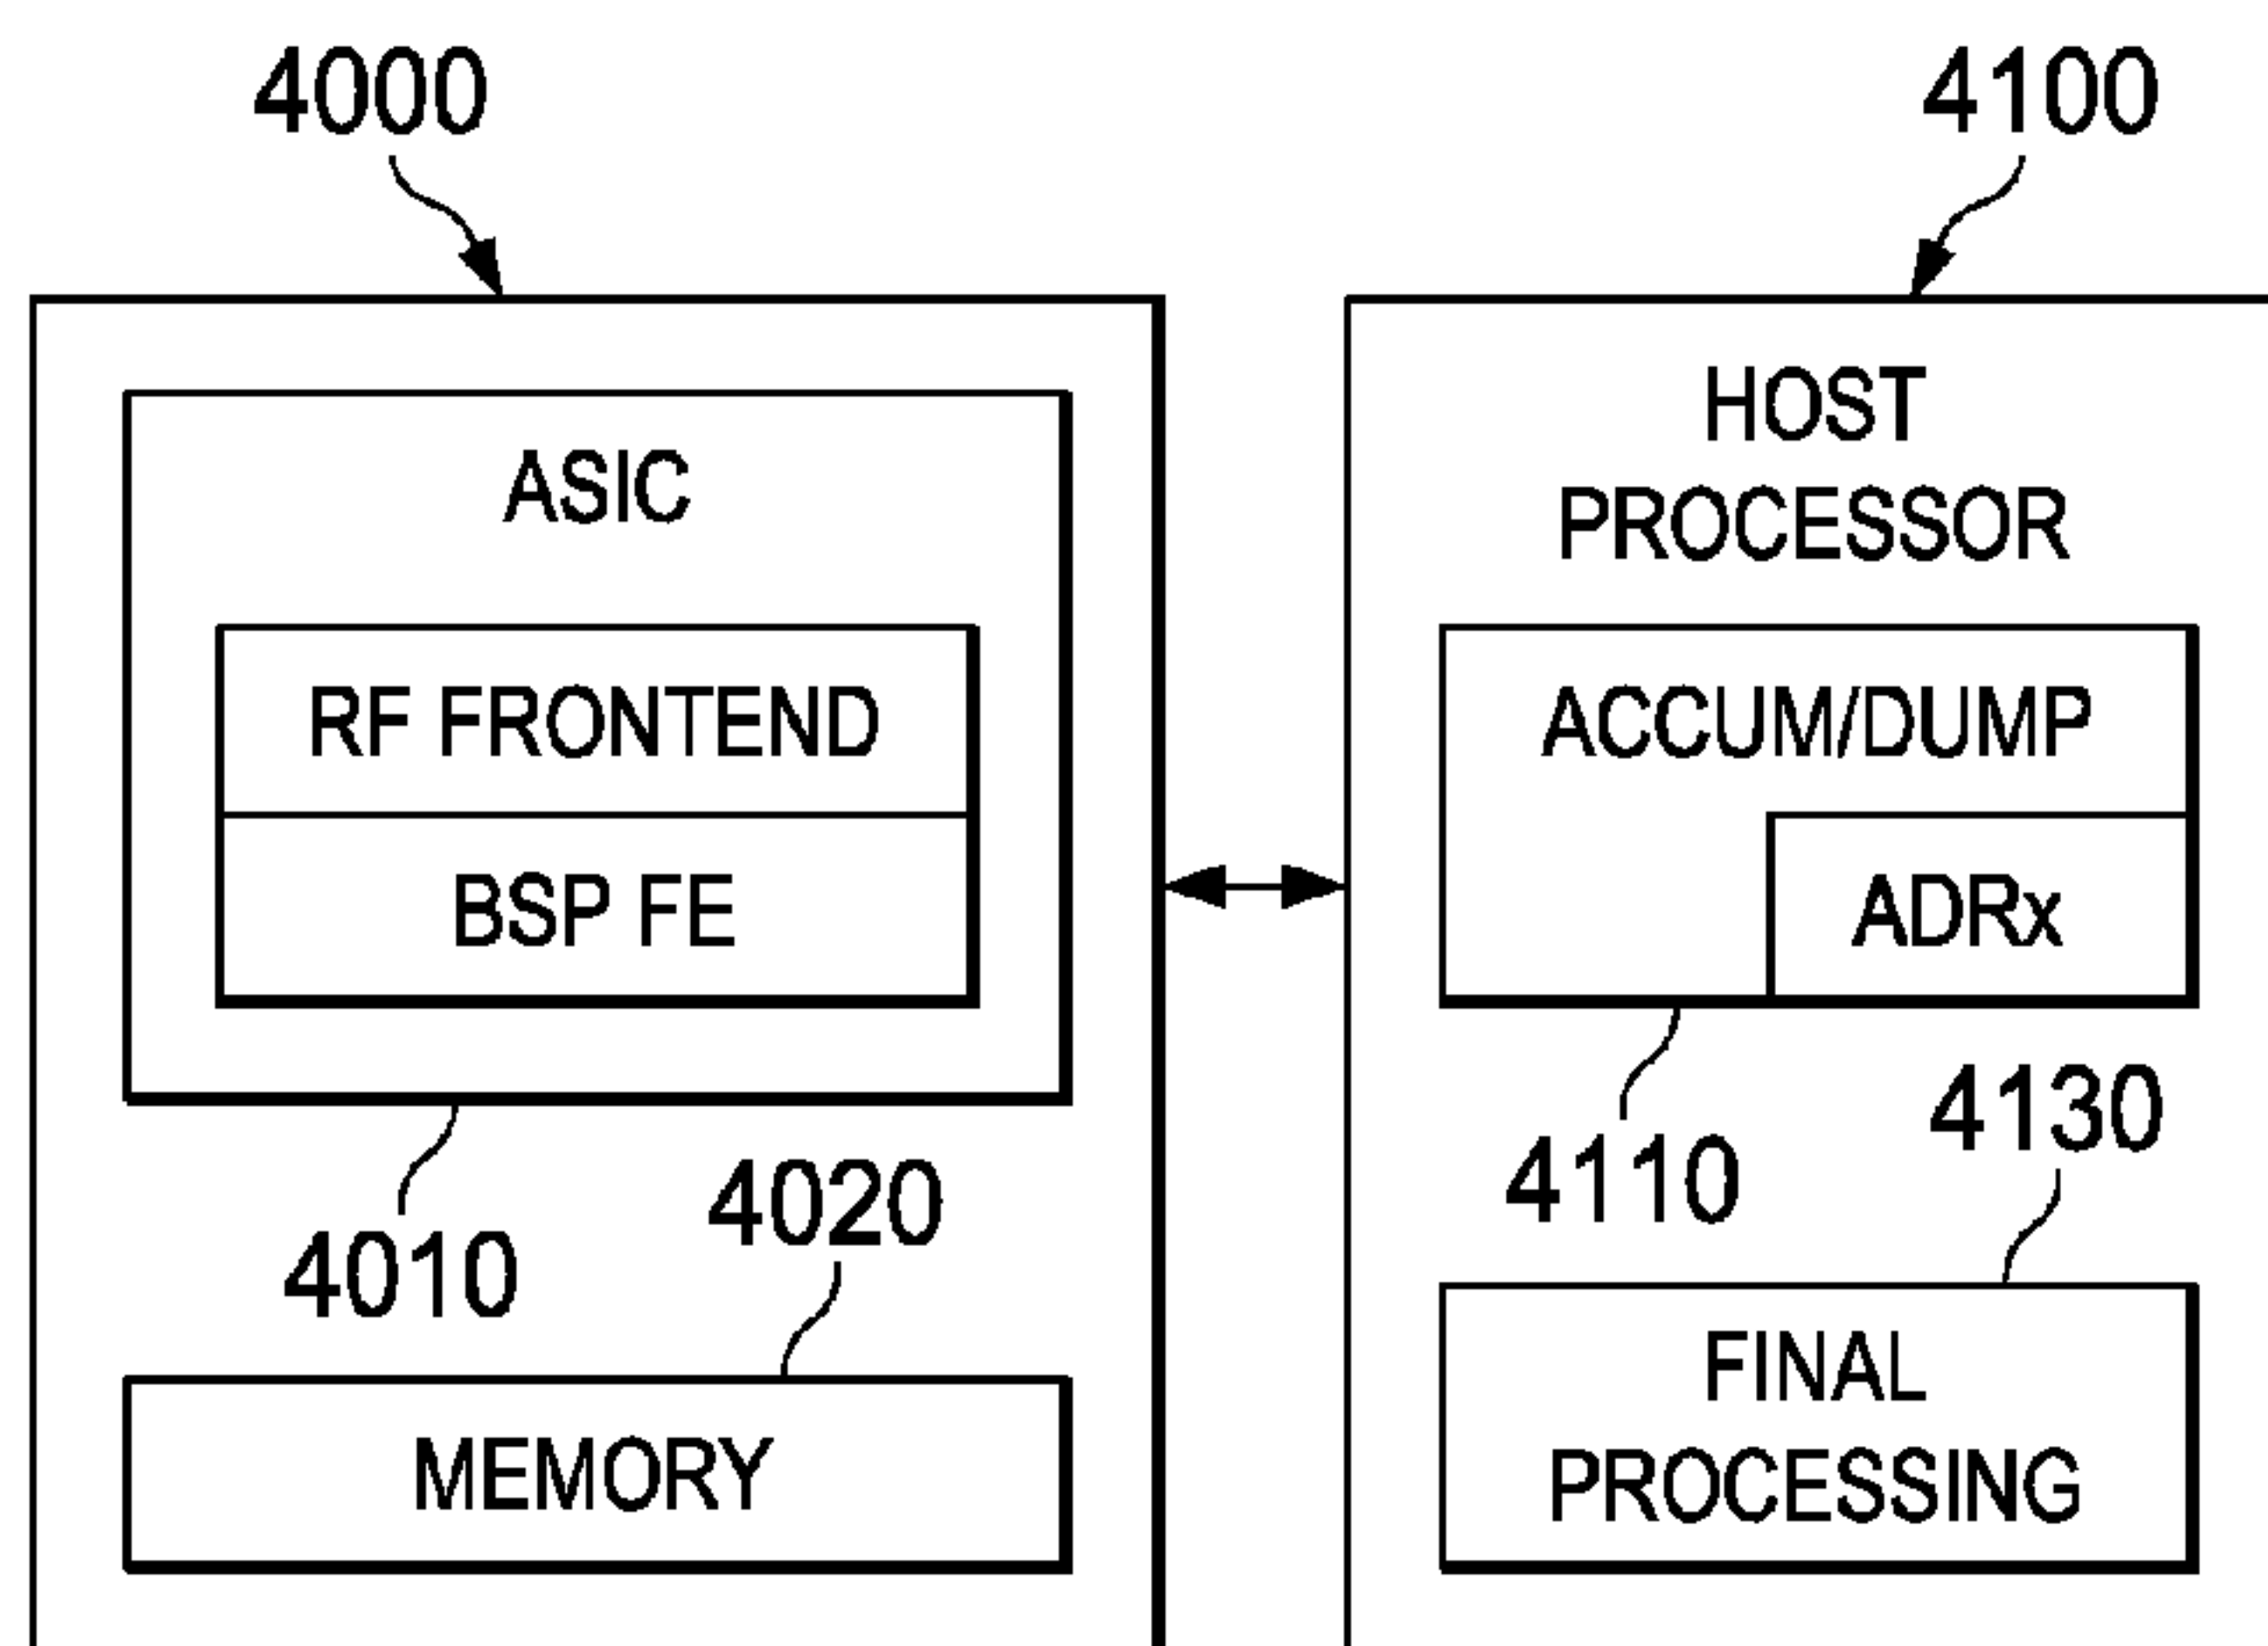 4000
4100
ASIC
RF FRONTEND
BSP FE
4010
4020
MEMORY
HOST
PROCESSOR
ACCUM/DUMP
ADRx
4110
4130
FINAL
PROCESSING